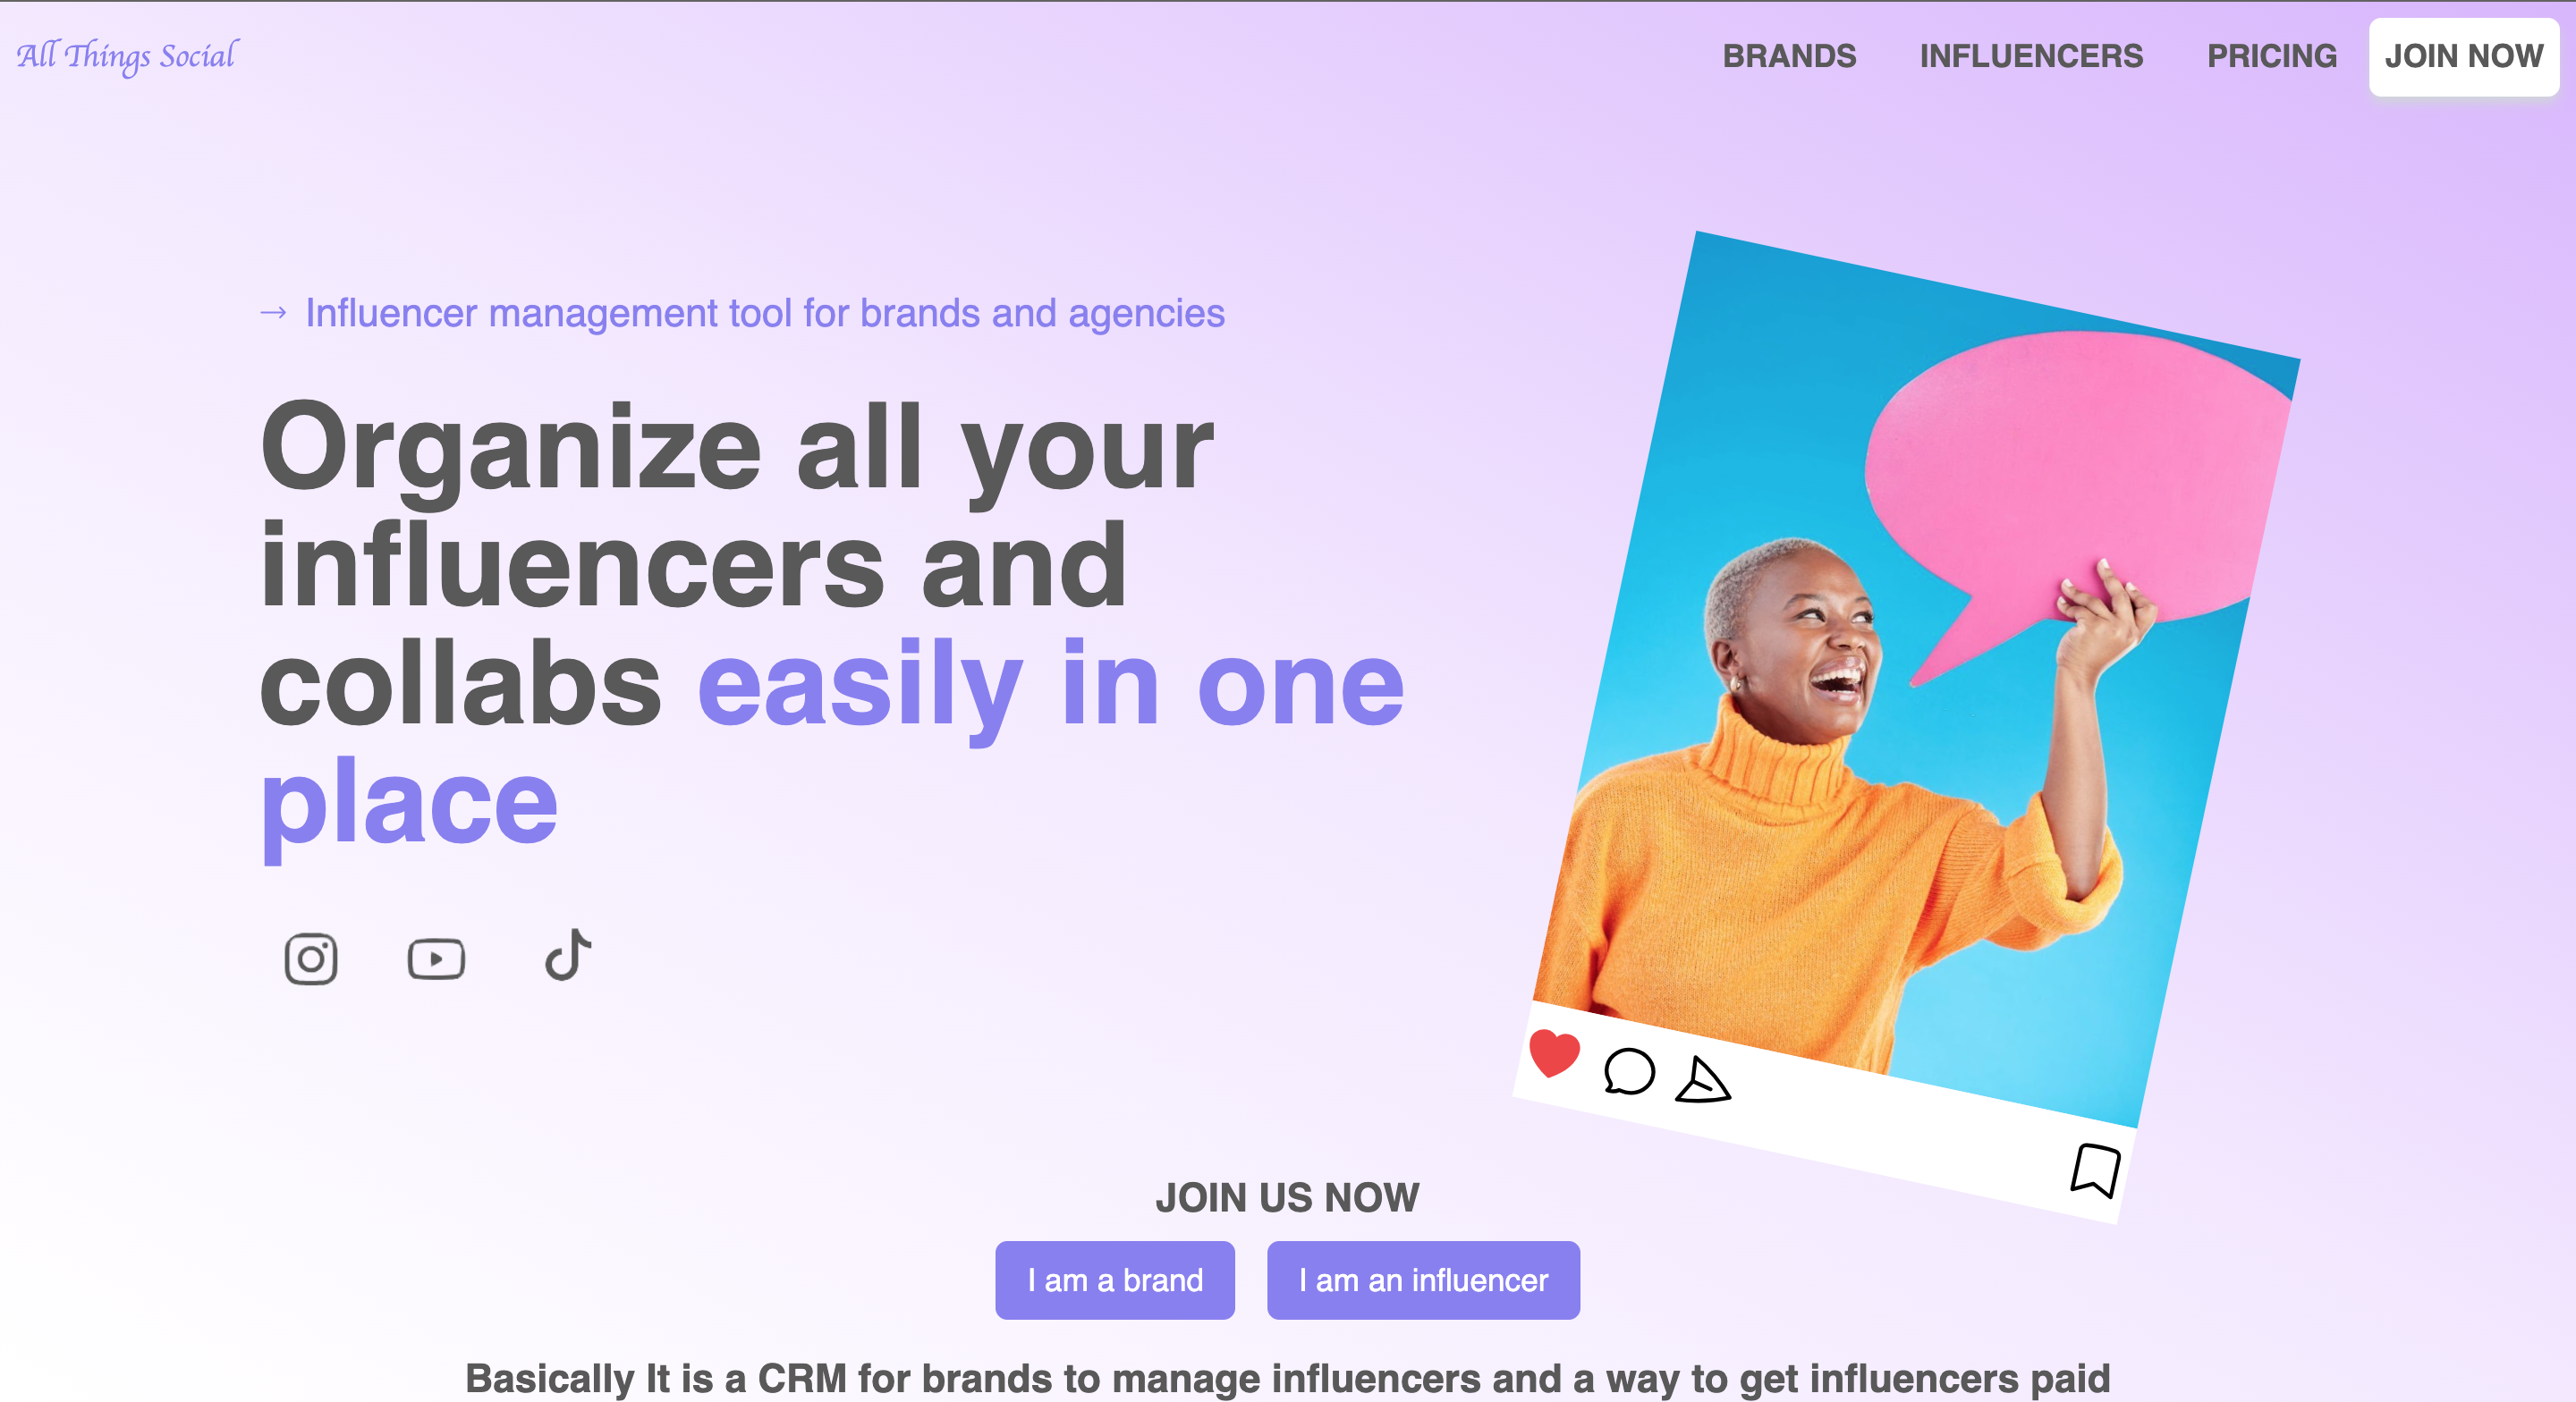 All Things Social
BRANDS
INFLUENCERS
PRICING
JOIN NOW
→ Influencer management tool for brands and agencies
Organize all your
influencers and
collabs easily in one
place
JOIN US NOW
I am a brand
I am an influencer
Basically It is a CRM for brands to manage influencers and a way to get influencers paid